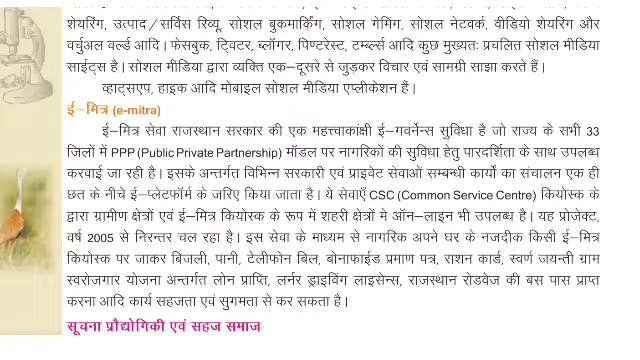 शेयरिंग, उत्पाद / सर्विस रिव्यू, सोशल बुकमार्किंग, सोशल गेमिंग, सोशल नेटवर्क, वीडियो शेयरिंग और
वर्चुअल वर्ल्ड आदि। फेसबुक, ट्विटर, ब्लॉगर, पिण्टरेस्ट, टम्बर्ल्स आदि कुछ मुख्यतः प्रचलित सोशल मीडिया
साईट्स है। सोशल मीडिया द्वारा व्यक्ति एक–दूसरे से जुड़कर विचार एवं सामग्री साझा करते हैं।
व्हाट्सएप, हाइक आदि मोबाइल सोशल मीडिया एप्लीकेशन हैं।
ई–मित्र (e-mitra)
ई–मित्र सेवा राजस्थान सरकार की एक महत्त्वाकांक्षी ई–गवर्नेन्स सुविधा है जो राज्य के सभी 33
जिलों में PPP (Public Private Partnership) मॉडल पर नागरिकों की सुविधा हेतु पारदर्शिता के साथ उपलब्ध
करवाई जा रही है। इसके अन्तर्गत विभिन्न सरकारी एवं प्राइवेट सेवाओं सम्बन्धी कार्यों का संचालन एक ही
छत के नीचे ई–प्लेटफॉर्म के जरिए किया जाता है। ये सेवाएँ CSC (Common Service Centre) कियोस्क के
द्वारा ग्रामीण क्षेत्रों एवं ई–मित्र कियोस्क के रूप में शहरी क्षेत्रों मे ऑन–लाइन भी उपलब्ध है। यह प्रोजेक्ट,
वर्ष 2005 से निरन्तर चल रहा है। इस सेवा के माध्यम से नागरिक अपने घर के नजदीक किसी ई–मित्र
कियोस्क पर जाकर बिजली, पानी, टेलीफोन बिल, बोनाफाईड प्रमाण पत्र, राशन कार्ड, स्वर्ण जयन्ती ग्राम
स्वरोजगार योजना अन्तर्गत लोन प्राप्ति, लर्नर ड्राइविंग लाइसेन्स, राजस्थान रोडवेज की बस पास प्राप्त
करना आदि कार्य सहजता एवं सुगमता से कर सकता है।
सूचना प्रौद्योगिकी एवं सहज समाज